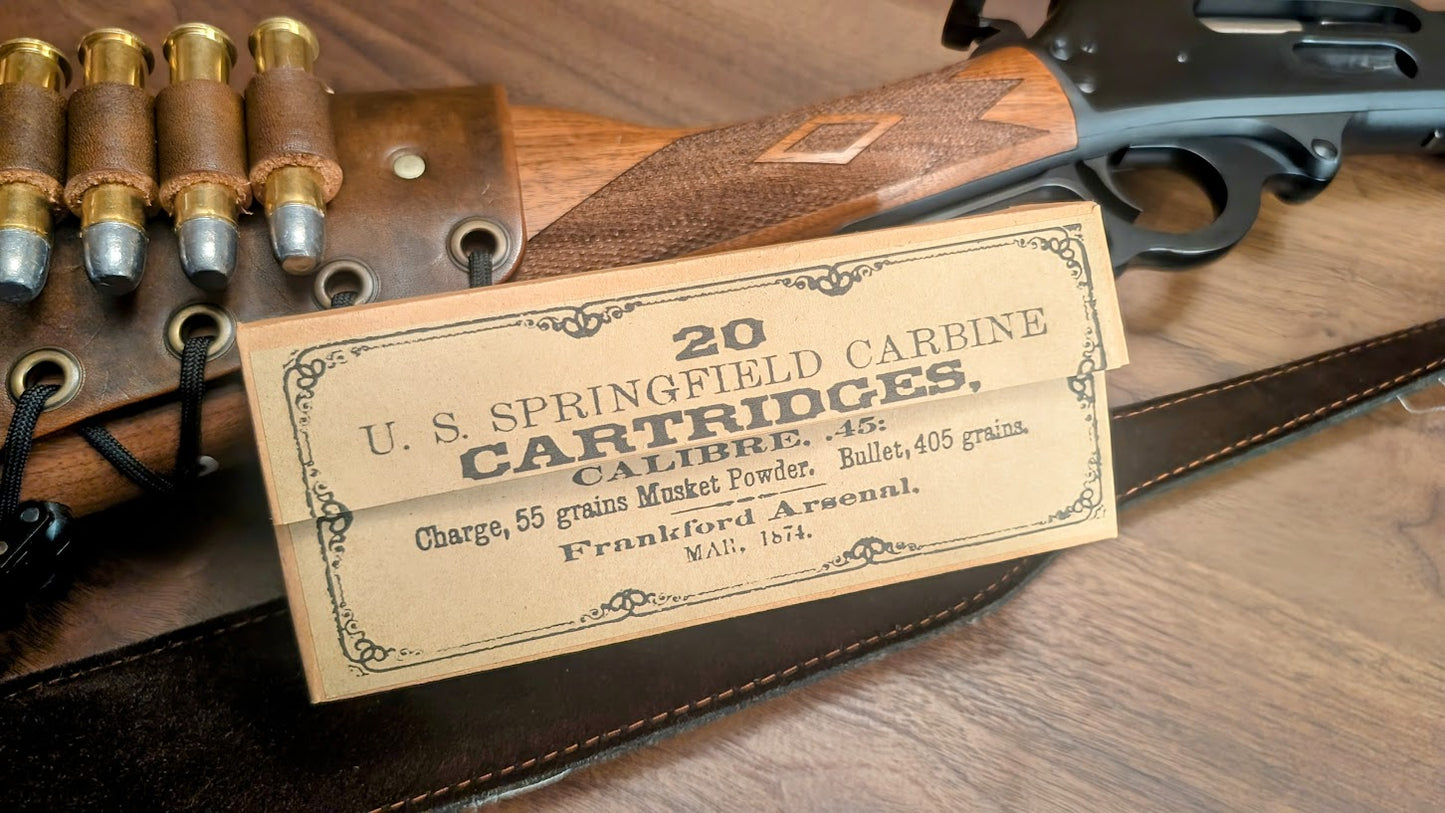 20
U. S. SPRINGFIELD CARBINE
CARTRIDGES,
CALIBRE. .45:
Charge, 55 grains Musket Powder. Bullet, 405 grains.
Frankford Arsenal.
MAR, 1874.